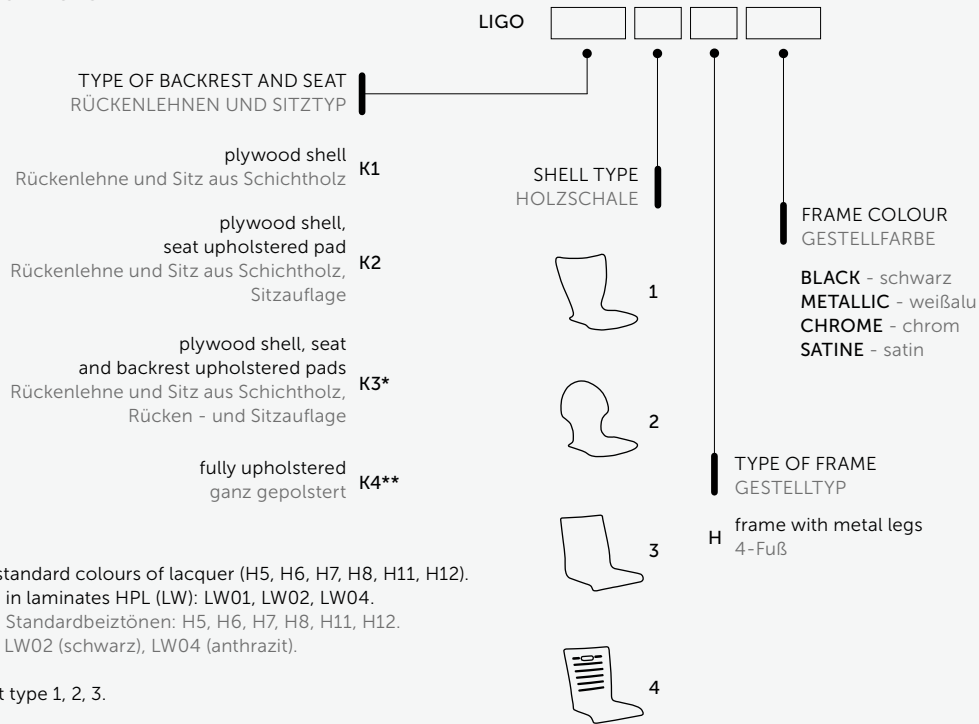 LIGO
TYPE OF BACKREST AND SEAT
RÜCKENLEHNEN UND SITZTYP
plywood shell
Rückenlehne und Sitz aus Schichtholz
K1
plywood shell,
seat upholstered pad
Rückenlehne und Sitz aus Schichtholz,
Sitzauflage
K2
plywood shell, seat
and backrest upholstered pads
Rückenlehne und Sitz aus Schichtholz,
Rücken - und Sitzauflage
K3*
fully upholstered
ganz gepolstert
K4**
SHELL TYPE
HOLZSCHALE
1
2
3
4
FRAME COLOUR
GESTELLFARBE
BLACK - schwarz
METALLIC - weißalu
CHROME - chrom
SATINE - satin
TYPE OF FRAME
GESTELLTYP
H
frame with metal legs
4-Fuß
standard colours of lacquer (H5, H6, H7, H8, H11, H12).
in laminates HPL (LW): LW01, LW02, LW04.
Standardbeiztönen: H5, H6, H7, H8, H11, H12.
LW02 (schwarz), LW04 (anthrazit).
type 1, 2, 3.